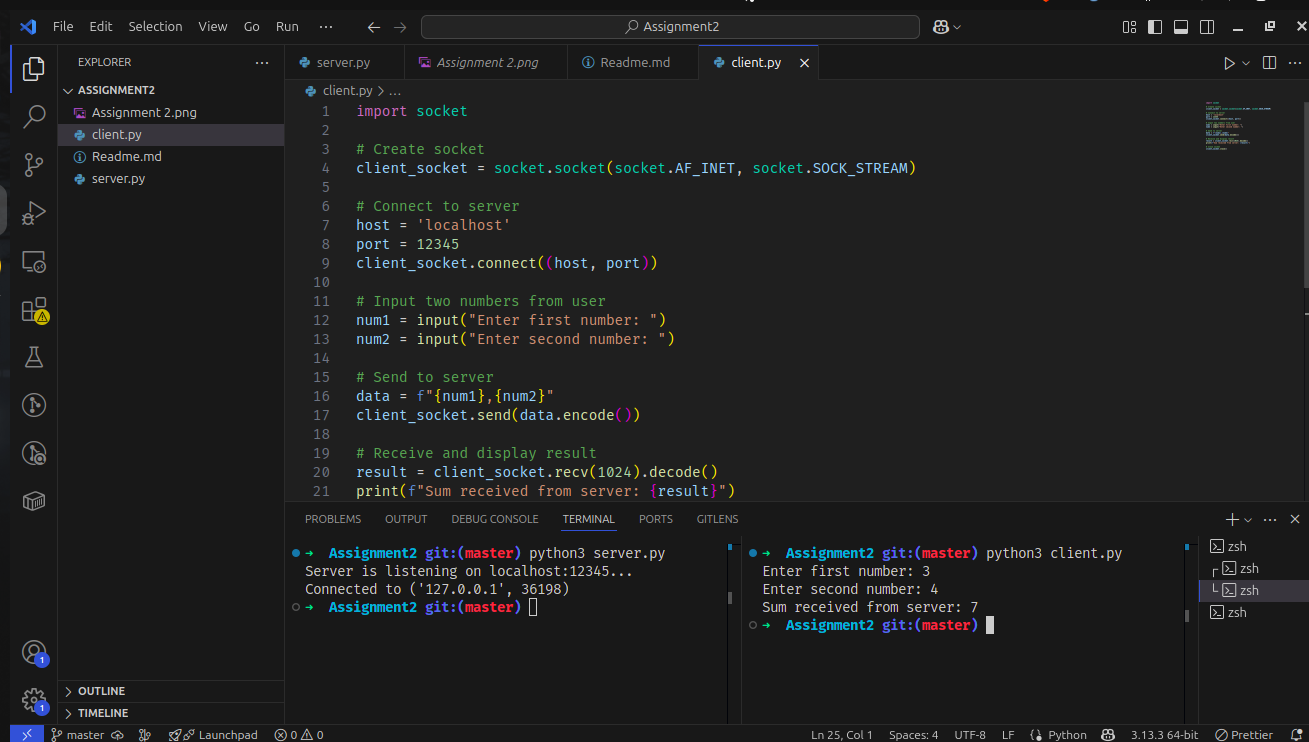 File Edit Selection View Go Run ··· Assignment2
EXPLORER ···
ASSIGNMENT2
Assignment 2.png
client.py
Readme.md
server.py
OUTLINE
TIMELINE
server.py Assignment 2.png Readme.md client.py
client.py > ...
1 import socket
2
3 # Create socket
4 client_socket = socket.socket(socket.AF_INET, socket.SOCK_STREAM)
5
6 # Connect to server
7 host = 'localhost'
8 port = 12345
9 client_socket.connect((host, port))
10
11 # Input two numbers from user
12 num1 = input("Enter first number: ")
13 num2 = input("Enter second number: ")
14
15 # Send to server
16 data = f"{num1},{num2}"
17 client_socket.send(data.encode())
18
19 # Receive and display result
20 result = client_socket.recv(1024).decode()
21 print(f"Sum received from server: {result}")
PROBLEMS OUTPUT DEBUG CONSOLE TERMINAL PORTS GITLENS
→ Assignment2 git:(master) python3 server.py
Server is listening on localhost:12345...
Connected to ('127.0.0.1', 36198)
→ Assignment2 git:(master)
→ Assignment2 git:(master) python3 client.py
Enter first number: 3
Enter second number: 4
Sum received from server: 7
→ Assignment2 git:(master)
zsh
zsh
zsh
zsh
1
1
master Launchpad 0 0 Ln 25, Col 1 Spaces: 4 UTF-8 LF Python 3.13.3 64-bit Prettier